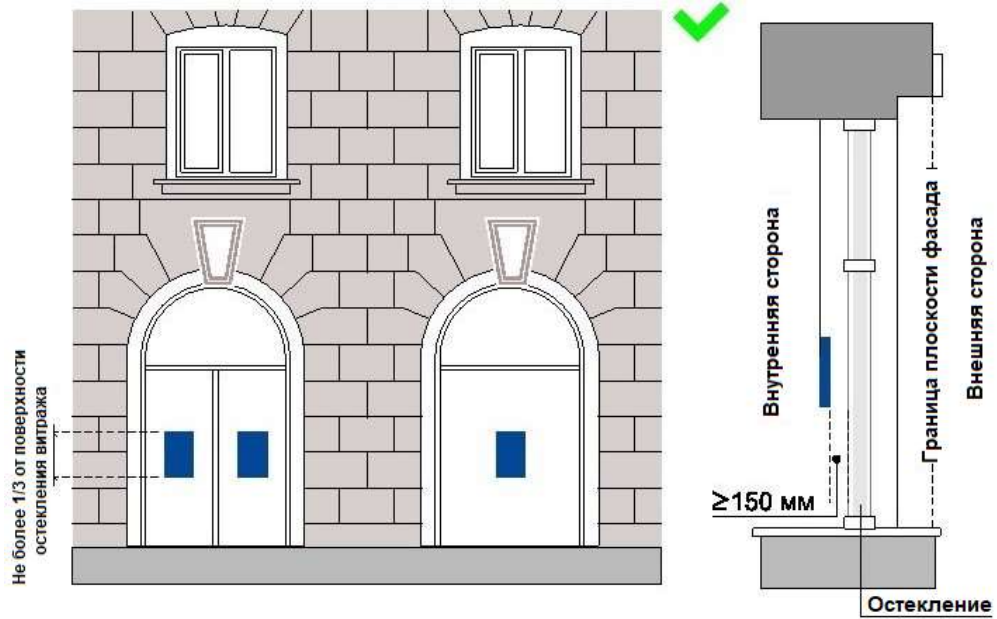 Не более 1/3 от поверхности
остекления витража
Внутренняя сторона
≥150 мм
Граница плоскости фасада
Внешняя сторона
Остекление